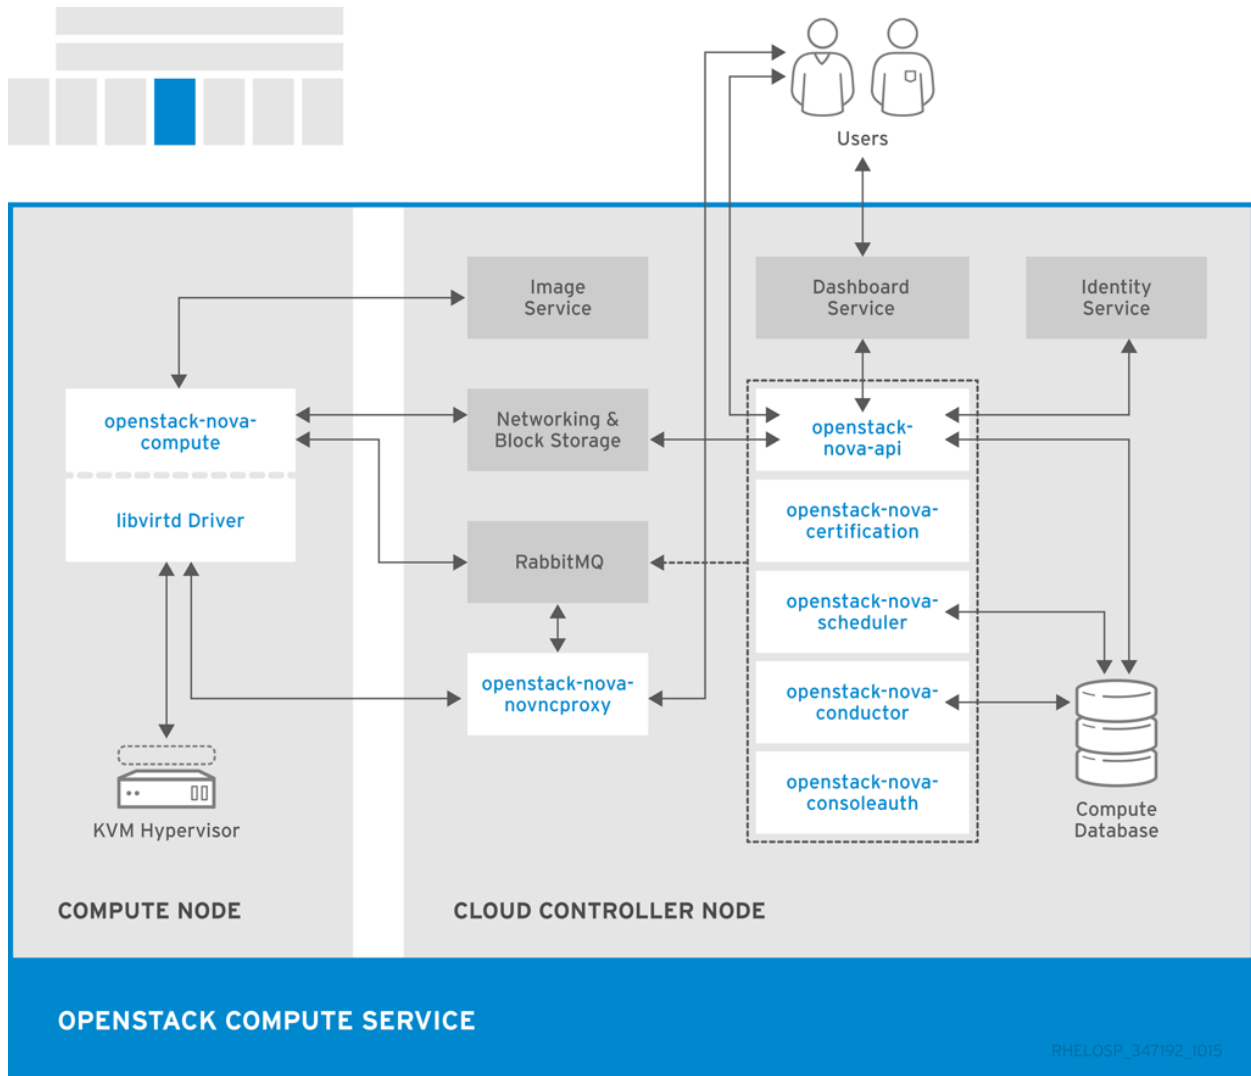 Users
Image
Service
Dashboard
Service
Identity
Service
openstack-nova-
compute
Networking &
Block Storage
openstack-
nova-api
libvirtd Driver
openstack-nova-
certification
RabbitMQ
openstack-nova-
scheduler
openstack-nova-
novncproxy
openstack-nova-
conductor
openstack-nova-
consoleauth
KVM Hypervisor
Compute
Database
COMPUTE NODE
CLOUD CONTROLLER NODE
OPENSTACK COMPUTE SERVICE
RHELOSP_347192_1015